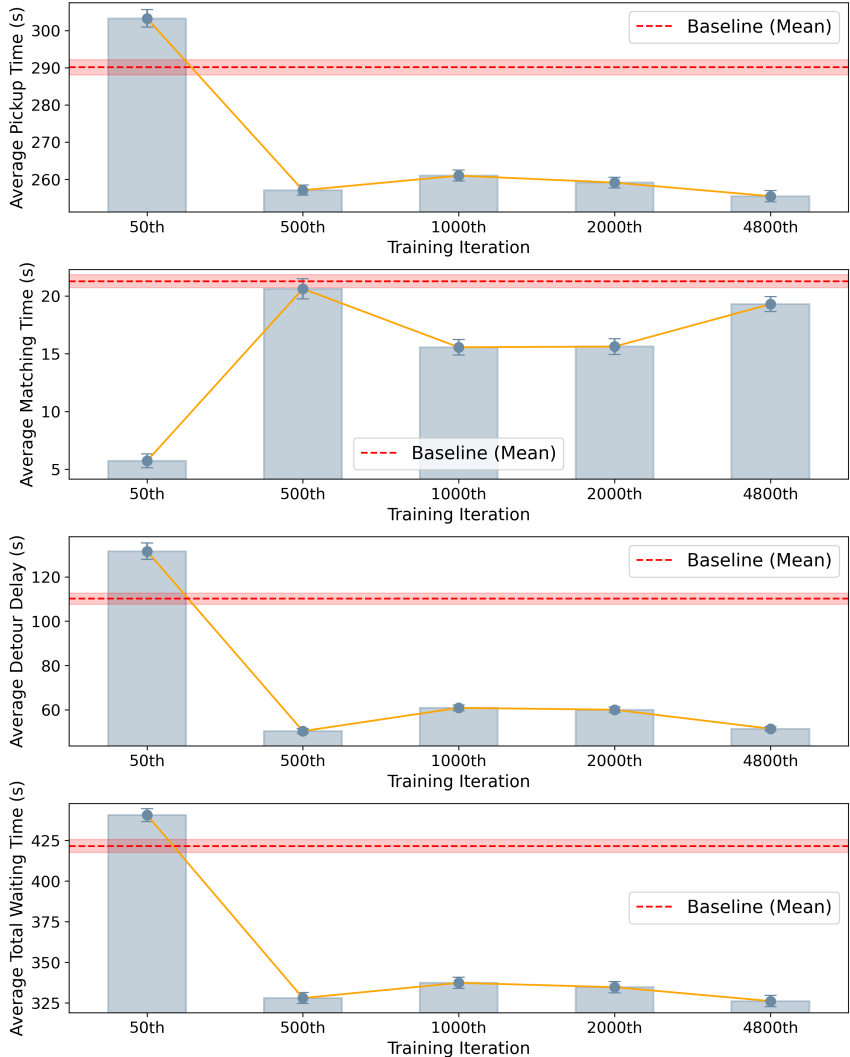 Average Pickup Time (s)
300
290
280
270
260
Baseline (Mean)
50th 500th 1000th 2000th 4800th
Training Iteration
Average Matching Time (s)
20
15
10
5
Baseline (Mean)
50th 500th 1000th 2000th 4800th
Training Iteration
Average Detour Delay (s)
120
100
80
60
Baseline (Mean)
50th 500th 1000th 2000th 4800th
Training Iteration
Average Total Waiting Time (s)
425
400
375
350
325
Baseline (Mean)
50th 500th 1000th 2000th 4800th
Training Iteration